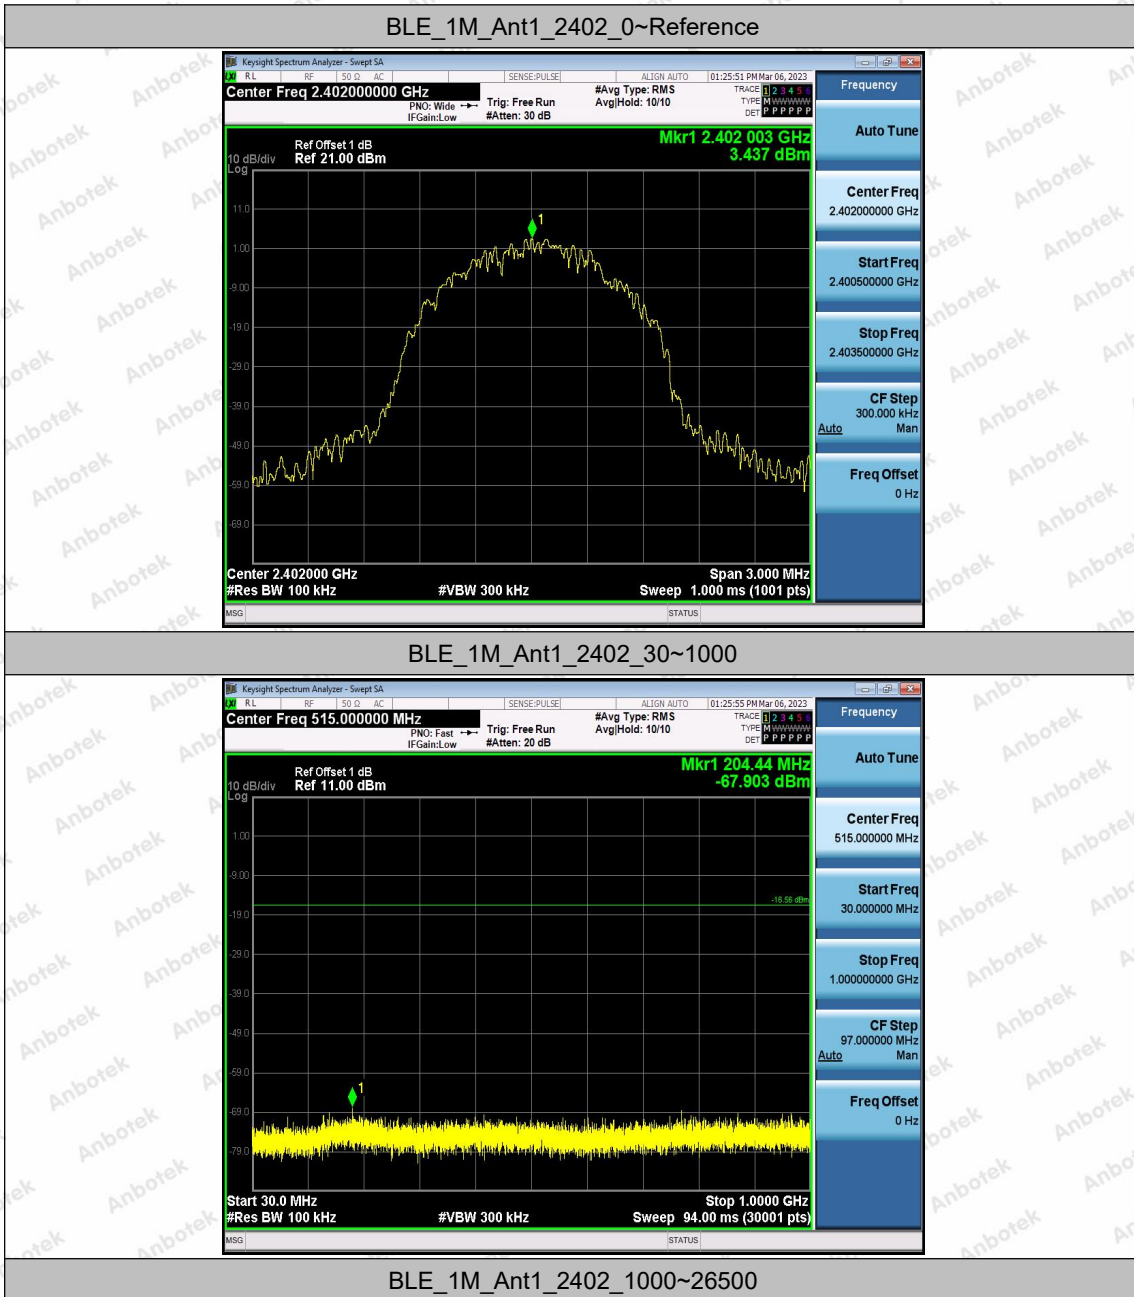 BLE_1M_Ant1_2402_0~Reference
Keysight Spectrum Analyzer - Swept SA
LXI RL RF 50 Ω AC SENSE:PULSE ALIGN AUTO 01:25:51 PM Mar 06, 2023
Center Freq 2.402000000 GHz
PNO: Wide
IFGain:Low
Trig: Free Run
#Atten: 30 dB
#Avg Type: RMS
Avg|Hold: 10/10
TRACE 1 2 3 4 5 6
TYPE M W W W W W
DET P P P P P P
Frequency
Auto Tune
Center Freq
2.402000000 GHz
Start Freq
2.400500000 GHz
Stop Freq
2.403500000 GHz
CF Step
300.000 kHz
Auto Man
Freq Offset
0 Hz
Mkr1 2.402 003 GHz
3.437 dBm
Ref Offset 1 dB
10 dB/div Ref 21.00 dBm
Log
11.0
1.00
-9.00
-19.0
-29.0
-39.0
-49.0
-59.0
-69.0
1
Center 2.402000 GHz Span 3.000 MHz
#Res BW 100 kHz #VBW 300 kHz Sweep 1.000 ms (1001 pts)
MSG STATUS
BLE_1M_Ant1_2402_30~1000
Keysight Spectrum Analyzer - Swept SA
LXI RL RF 50 Ω AC SENSE:PULSE ALIGN AUTO 01:25:55 PM Mar 06, 2023
Center Freq 515.000000 MHz
PNO: Fast
IFGain:Low
Trig: Free Run
#Atten: 20 dB
#Avg Type: RMS
Avg|Hold: 10/10
TRACE 1 2 3 4 5 6
TYPE M W W W W W
DET P P P P P P
Frequency
Auto Tune
Center Freq
515.000000 MHz
Start Freq
30.000000 MHz
Stop Freq
1.000000000 GHz
CF Step
97.000000 MHz
Auto Man
Freq Offset
0 Hz
Mkr1 204.44 MHz
-67.903 dBm
Ref Offset 1 dB
10 dB/div Ref 11.00 dBm
Log
1.00
-9.00
-16.56 dBm
-19.0
-29.0
-39.0
-49.0
-59.0
-69.0
-79.0
1
Start 30.0 MHz Stop 1.0000 GHz
#Res BW 100 kHz #VBW 300 kHz Sweep 94.00 ms (30001 pts)
MSG STATUS
BLE_1M_Ant1_2402_1000~26500